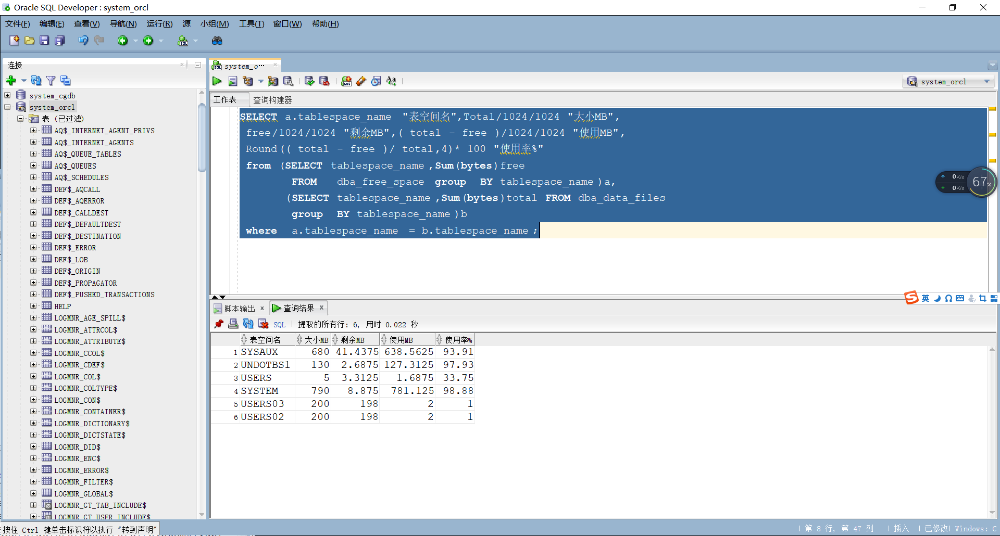 Oracle SQL Developer : system_orcl
文件(F) 编辑(E) 查看(V) 导航(N) 运行(R) 源 小组(M) 工具(T) 窗口(W) 帮助(H)
连接
system_cgdb
system_orcl
表 (已过滤)
AQ$_INTERNET_AGENT_PRIVS
AQ$_INTERNET_AGENTS
AQ$_QUEUE_TABLES
AQ$_QUEUES
AQ$_SCHEDULES
DEF$_AQCALL
DEF$_AQERROR
DEF$_CALLDEST
DEF$_DEFAULTDEST
DEF$_DESTINATION
DEF$_ERROR
DEF$_LOB
DEF$_ORIGIN
DEF$_PROPAGATOR
DEF$_PUSHED_TRANSACTIONS
HELP
LOGMNR_AGE_SPILL$
LOGMNR_ATTRCOL$
LOGMNR_ATTRIBUTE$
LOGMNR_CCOL$
LOGMNR_CDEF$
LOGMNR_COL$
LOGMNR_COLTYPE$
LOGMNR_CON$
LOGMNR_CONTAINER$
LOGMNR_DICTIONARY$
LOGMNR_DICTSTATE$
LOGMNR_DID$
LOGMNR_ENC$
LOGMNR_ERROR$
LOGMNR_FILTER$
LOGMNR_GLOBAL$
LOGMNR_GT_TAB_INCLUDE$
LOGMNR_GT_USER_INCLUDE$
system_o…
system_orcl
工作表 查询构建器
SELECT a.tablespace_name "表空间名",Total/1024/1024 "大小MB",
free/1024/1024 "剩余MB",( total - free )/1024/1024 "使用MB",
Round(( total - free )/ total,4)* 100 "使用率%"
from (SELECT tablespace_name,Sum(bytes)free
FROM dba_free_space group BY tablespace_name)a,
(SELECT tablespace_name,Sum(bytes)total FROM dba_data_files
group BY tablespace_name)b
where a.tablespace_name = b.tablespace_name;
0K/s
0K/s
67%
英
脚本输出 查询结果
SQL 提取的所有行: 6, 用时 0.022 秒
表空间名 大小MB 剩余MB 使用MB 使用率%
1 SYSAUX 680 41.4375 638.5625 93.91
2 UNDOTBS1 130 2.6875 127.3125 97.93
3 USERS 5 3.3125 1.6875 33.75
4 SYSTEM 790 8.875 781.125 98.88
5 USERS03 200 198 2 1
6 USERS02 200 198 2 1
按住 Ctrl 键单击标识符以执行 "转到声明"
第 8 行, 第 47 列 | 插入 | 已修改| Windows: C